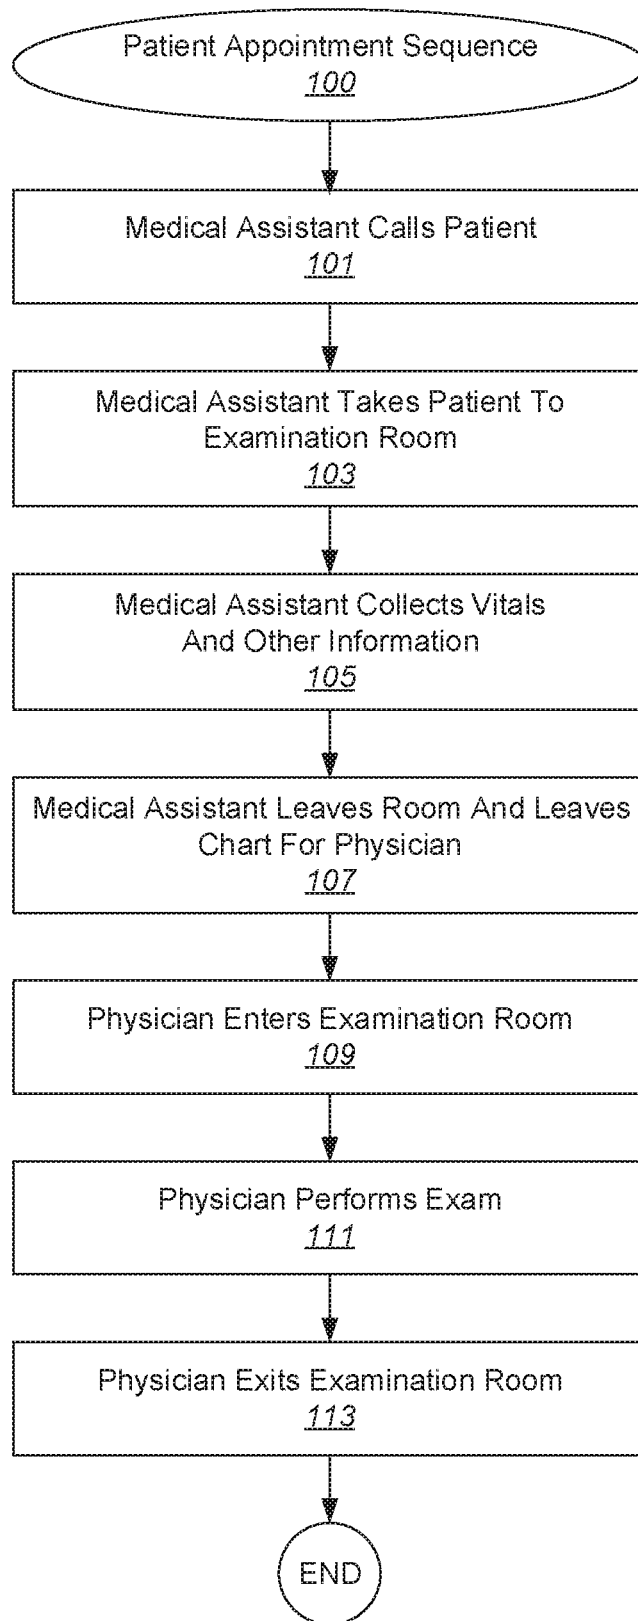 Patient Appointment Sequence
100
Medical Assistant Calls Patient
101
Medical Assistant Takes Patient To
Examination Room
103
Medical Assistant Collects Vitals
And Other Information
105
Medical Assistant Leaves Room And Leaves
Chart For Physician
107
Physician Enters Examination Room
109
Physician Performs Exam
111
Physician Exits Examination Room
113
END